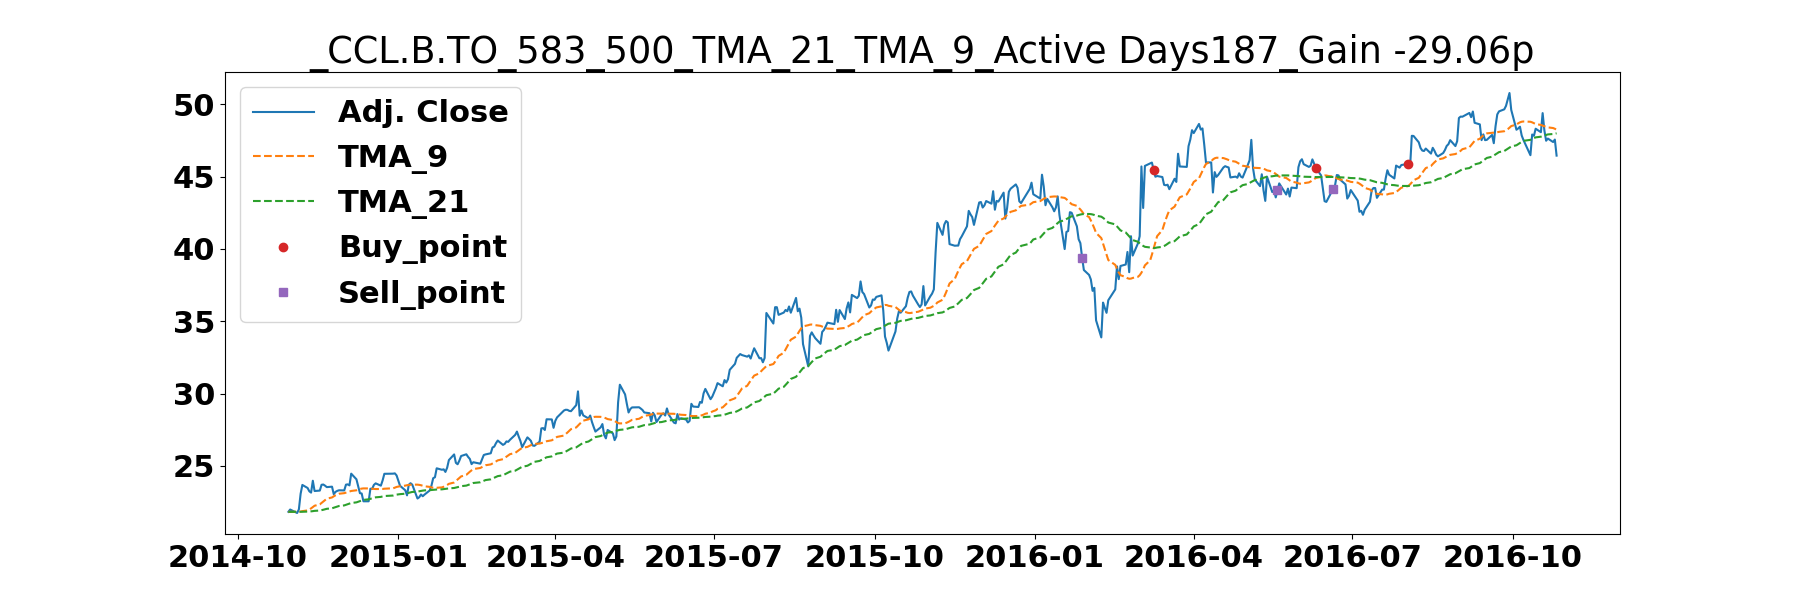 _CCL.B.TO_583_500_TMA_21_TMA_9_Active Days187_Gain -29.06p
Adj. Close
TMA_9
TMA_21
Buy_point
Sell_point
50
45
40
35
30
25
2014-10 2015-01 2015-04 2015-07 2015-10 2016-01 2016-04 2016-07 2016-10